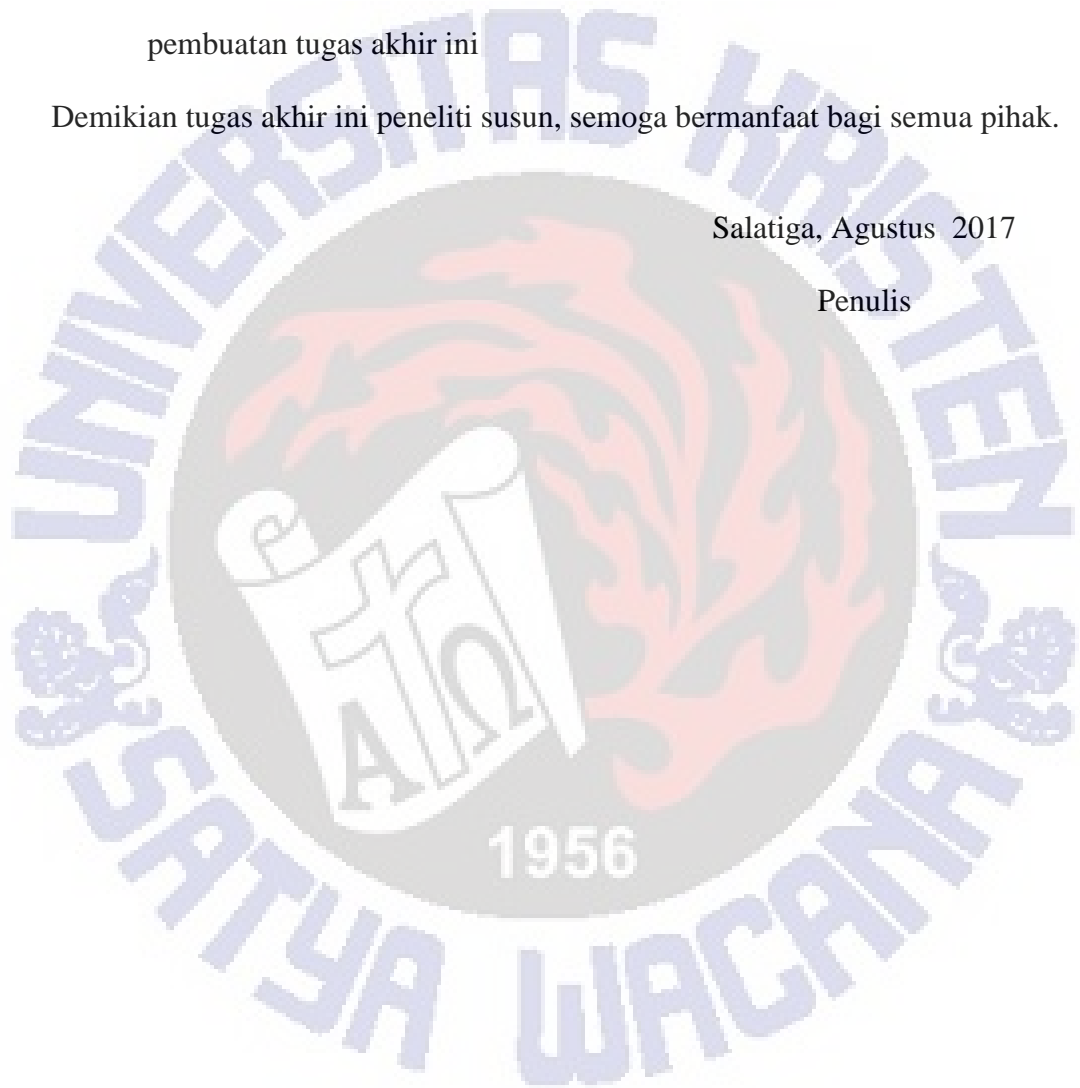 pembuatan tugas akhir ini
Demikian tugas akhir ini peneliti susun, semoga bermanfaat bagi semua pihak.
Salatiga, Agustus 2017
Penulis
UNIVERSITAS KRISTEN
Α Ω
1956
SATYA WACANA